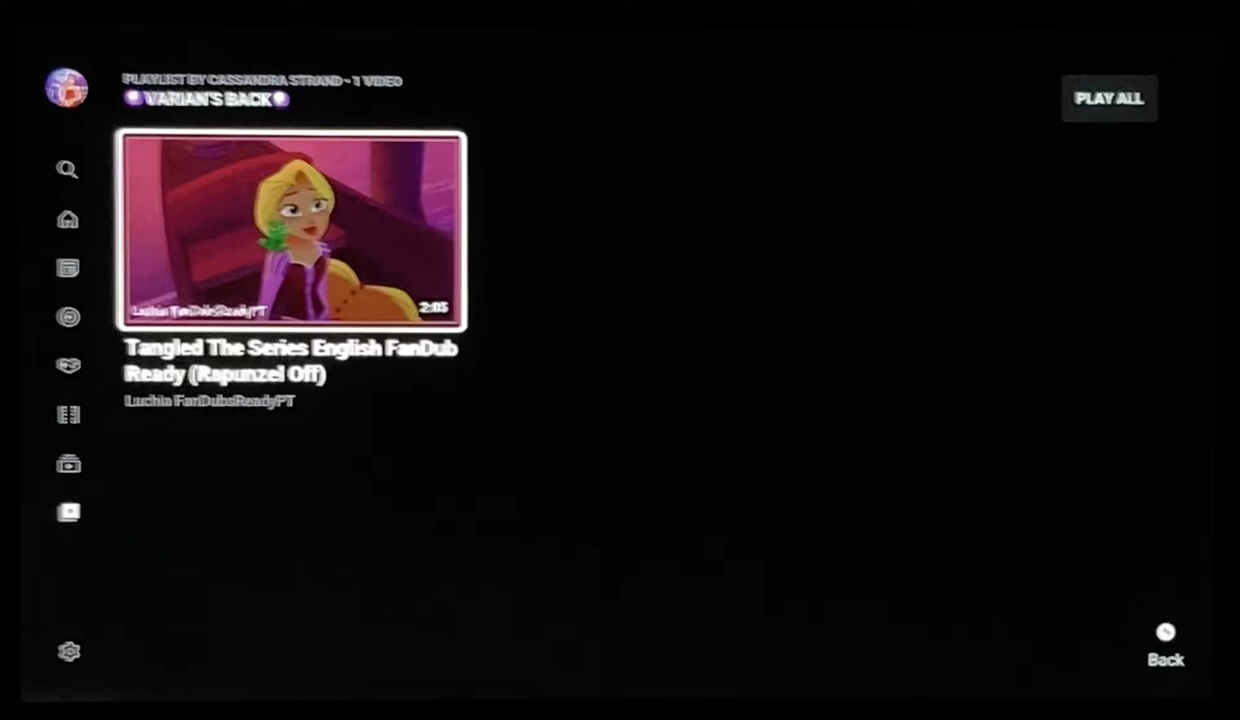 PLAYLIST BY CASSANDRA STRAND • 1 VIDEO
VARIAN'S BACK
PLAY ALL
Luchia FanDubsReadyPT
2:05
Tangled The Series English FanDub
Ready (Rapunzel Off)
Luchia FanDubsReadyPT
Back